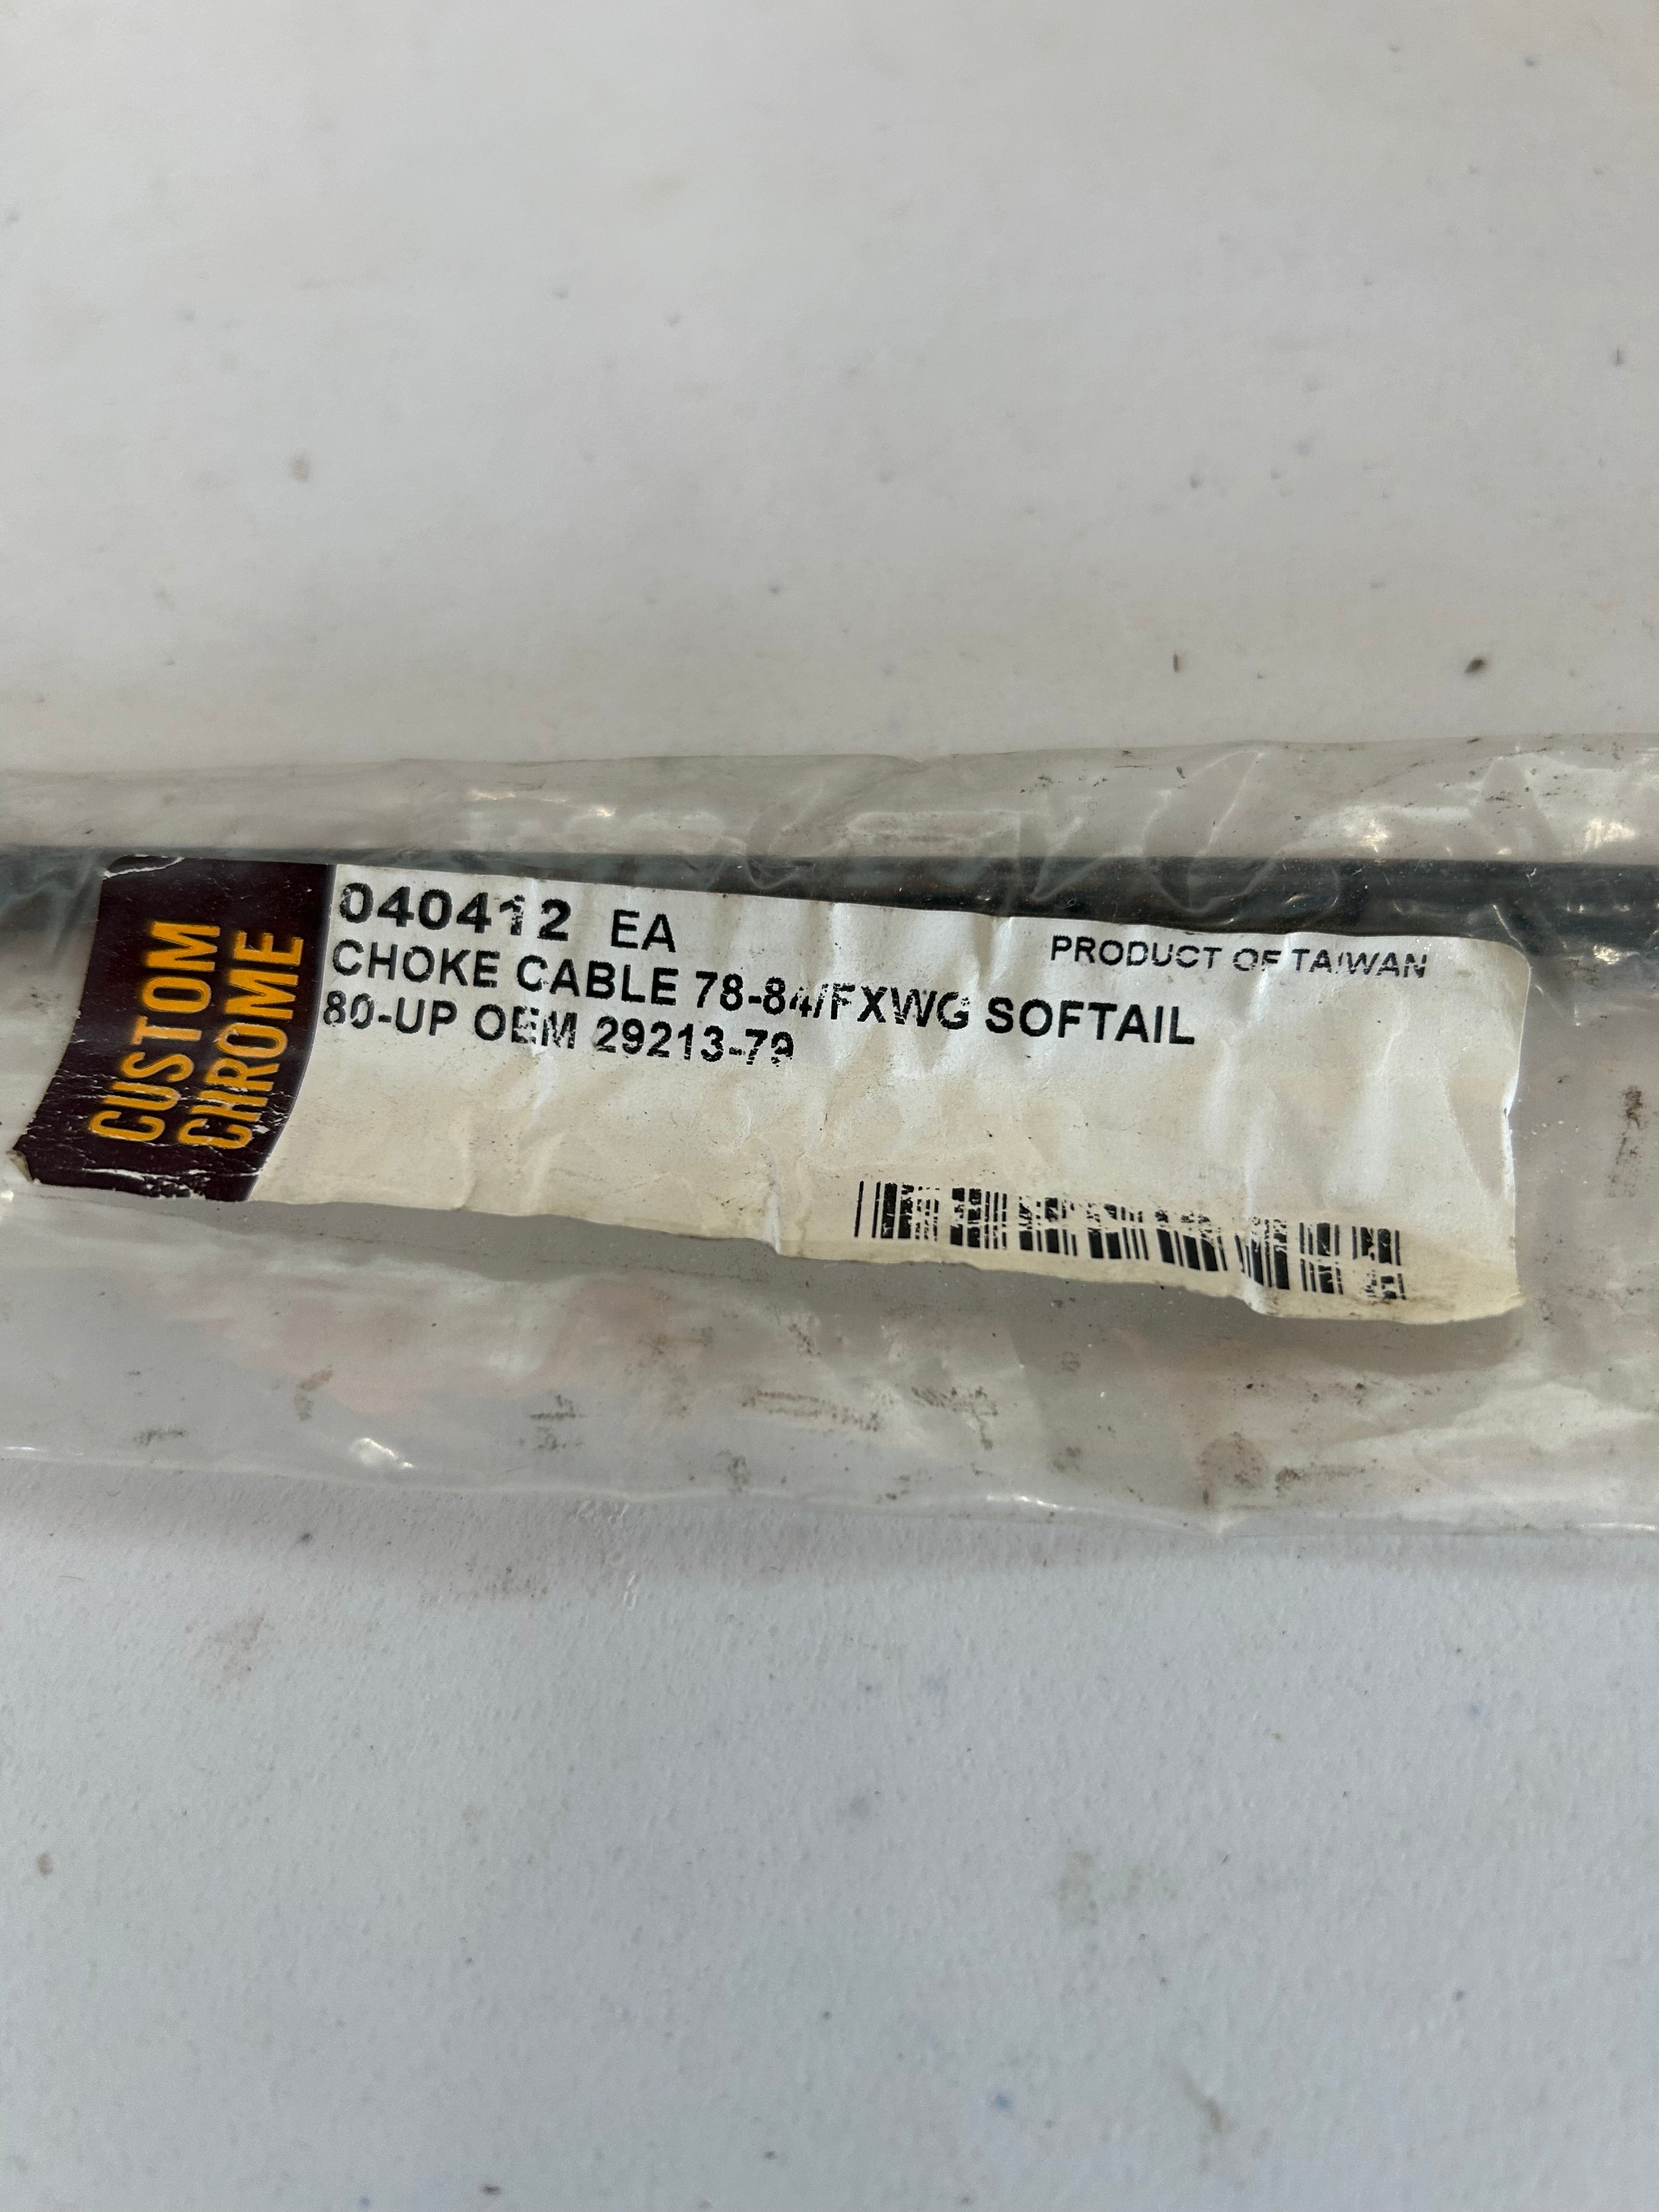 CUSTOM
CHROME
040412 EA
PRODUCT OF TAIWAN
CHOKE CABLE 78-84/FXWG SOFTAIL
80-UP OEM 29213-79